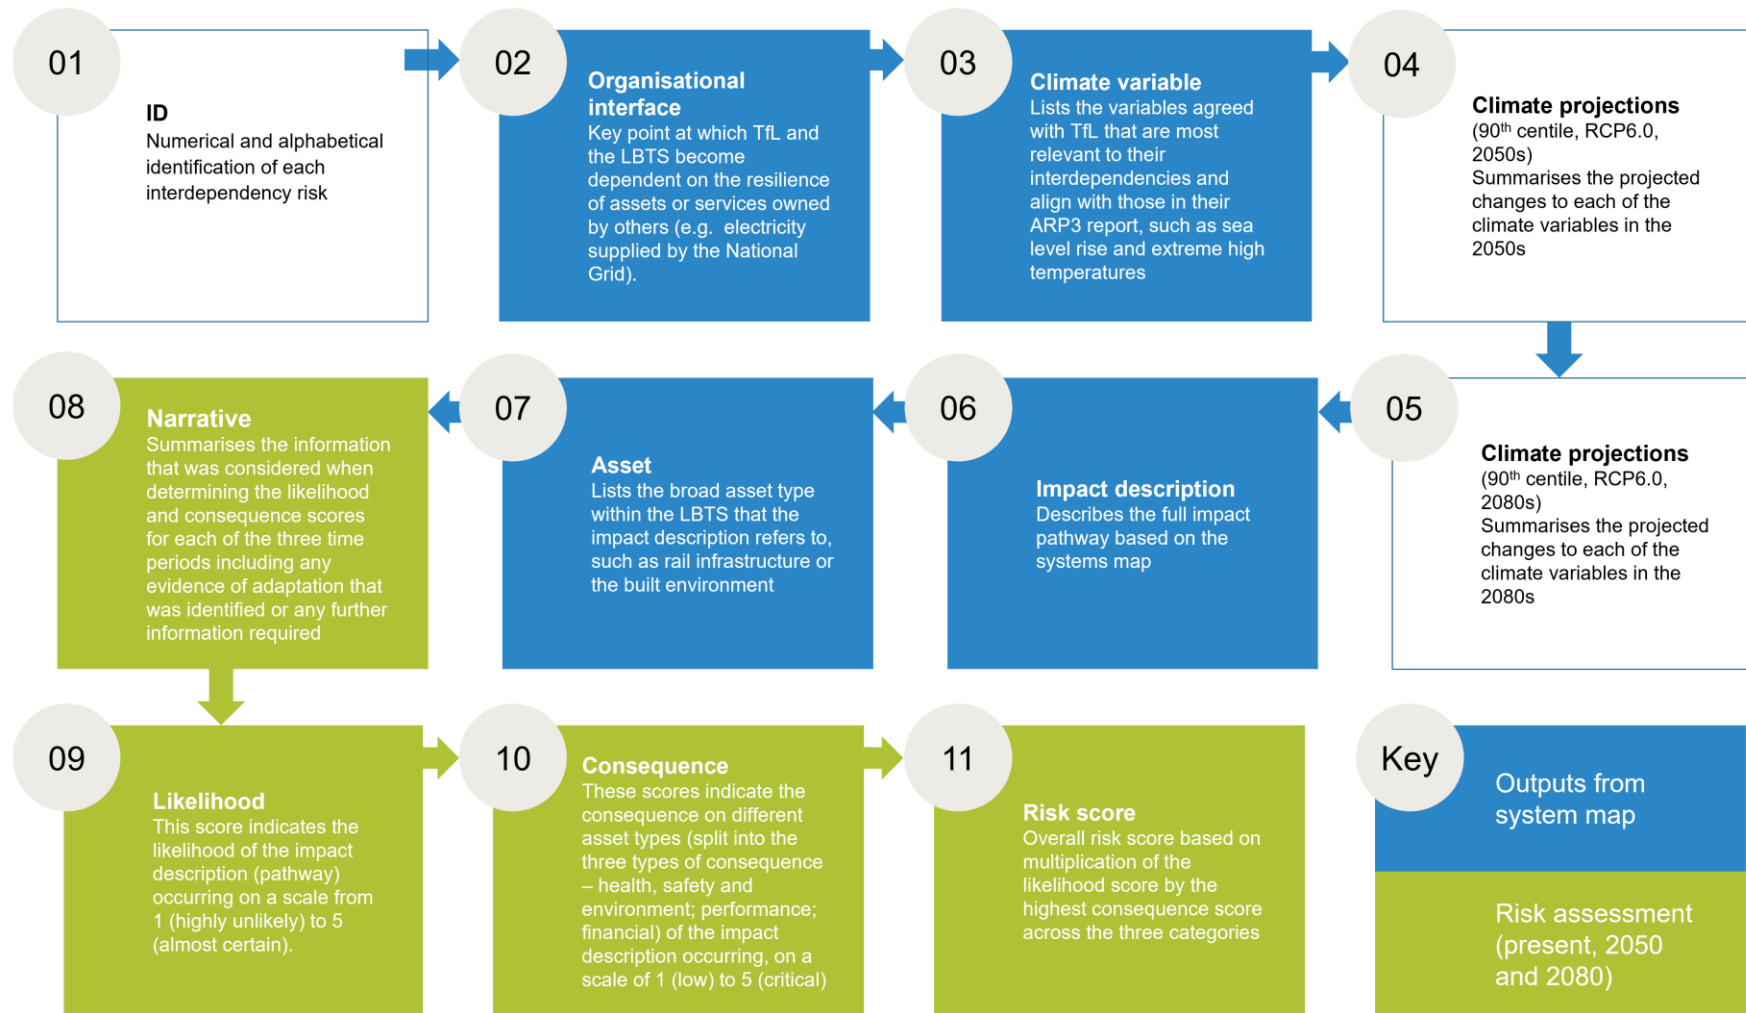 01
ID
Numerical and alphabetical
identification of each
interdependency risk
02
Organisational
interface
Key point at which TfL and
the LBTS become
dependent on the resilience
of assets or services owned
by others (e.g.  electricity
supplied by the National
Grid).
03
Climate variable
Lists the variables agreed
with TfL that are most
relevant to their
interdependencies and
align with those in their
ARP3 report, such as sea
level rise and extreme high
temperatures
04
Climate projections
(90th centile, RCP6.0,
2050s)
Summarises the projected
changes to each of the
climate variables in the
2050s
05
Climate projections
(90th centile, RCP6.0,
2080s)
Summarises the projected
changes to each of the
climate variables in the
2080s
06
Impact description
Describes the full impact
pathway based on the
systems map
07
Asset
Lists the broad asset type
within the LBTS that the
impact description refers to,
such as rail infrastructure or
the built environment
08
Narrative
Summarises the information
that was considered when
determining the likelihood
and consequence scores
for each of the three time
periods including any
evidence of adaptation that
was identified or any further
information required
09
Likelihood
This score indicates the
likelihood of the impact
description (pathway)
occurring on a scale from
1 (highly unlikely) to 5
(almost certain).
10
Consequence
These scores indicate the
consequence on different
asset types (split into the
three types of consequence
– health, safety and
environment; performance;
financial) of the impact
description occurring, on a
scale of 1 (low) to 5 (critical)
11
Risk score
Overall risk score based on
multiplication of the
likelihood score by the
highest consequence score
across the three categories
Key
Outputs from
system map
Risk assessment
(present, 2050
and 2080)